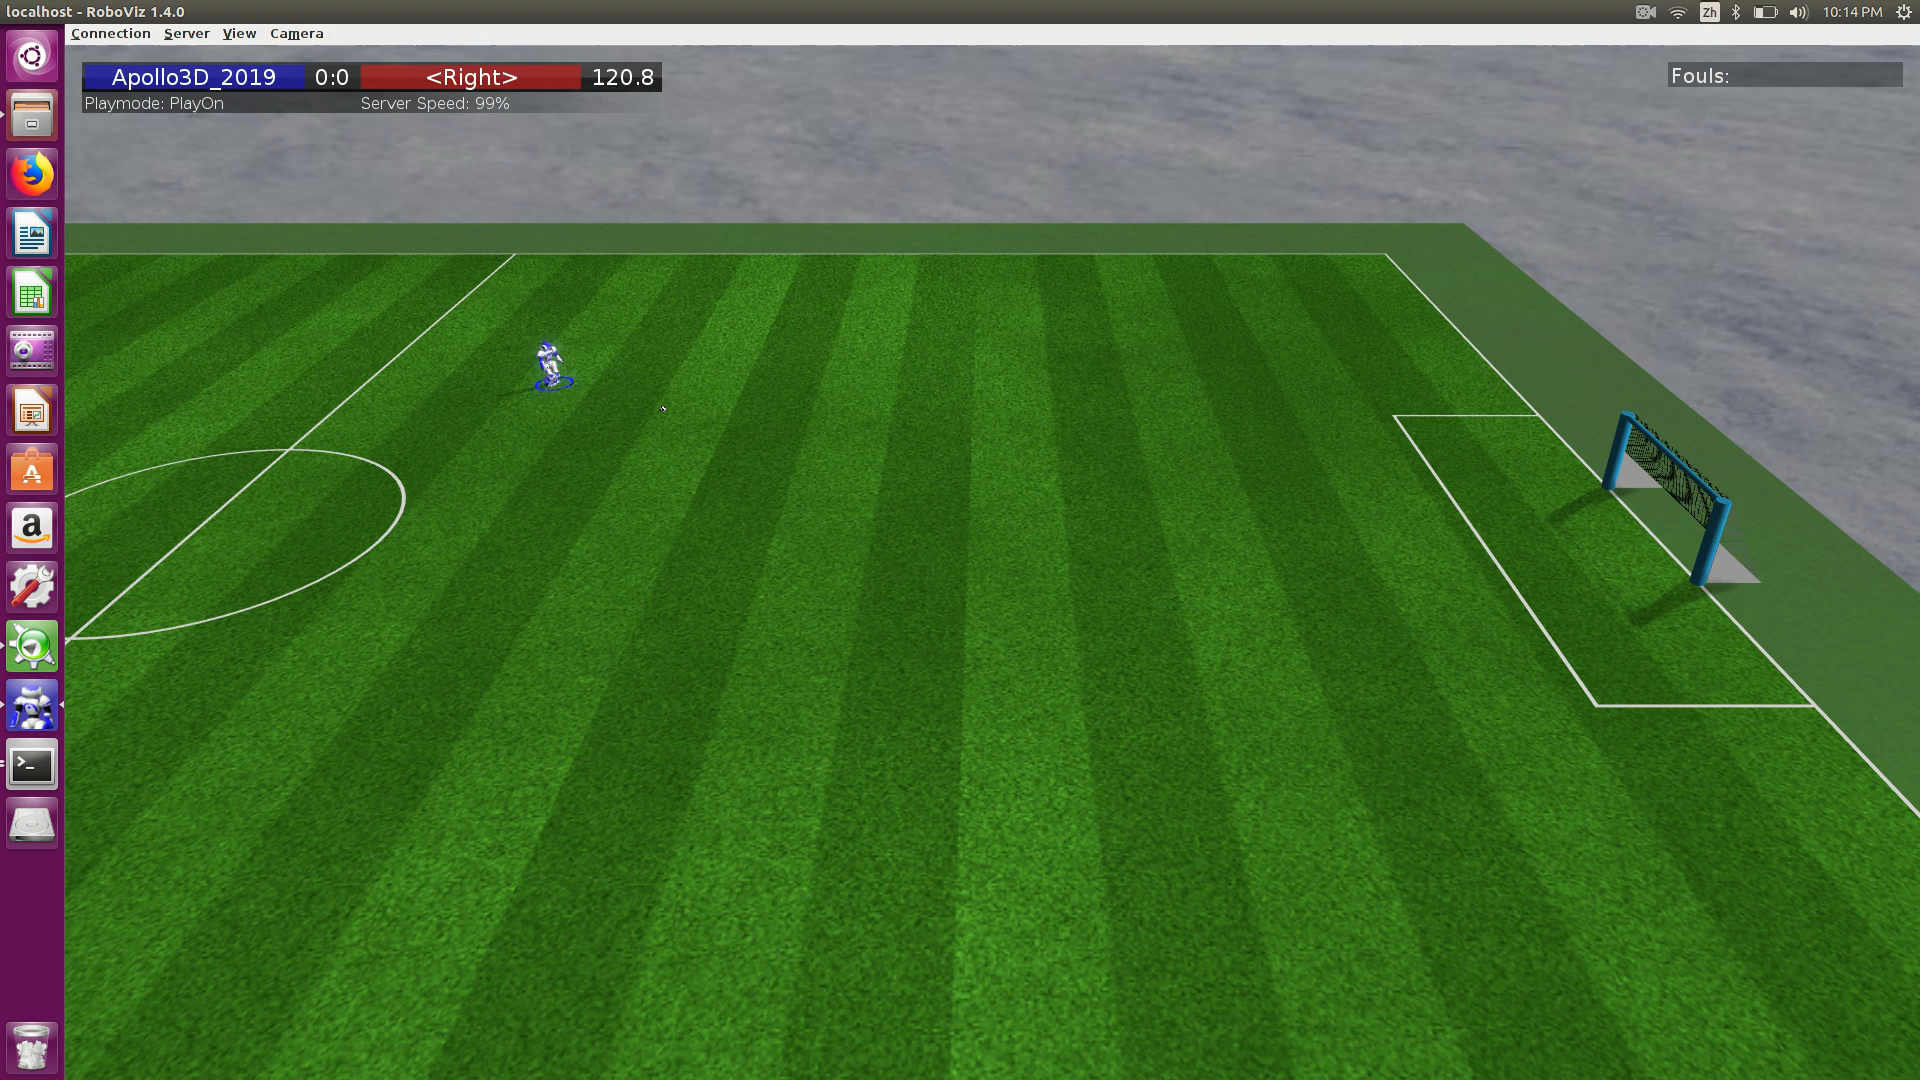 localhost - RoboViz 1.4.0
Zh
10:14 PM
Connection Server View Camera
Apollo3D_2019 0:0 <Right> 120.8
Playmode: PlayOn Server Speed: 99%
Fouls: